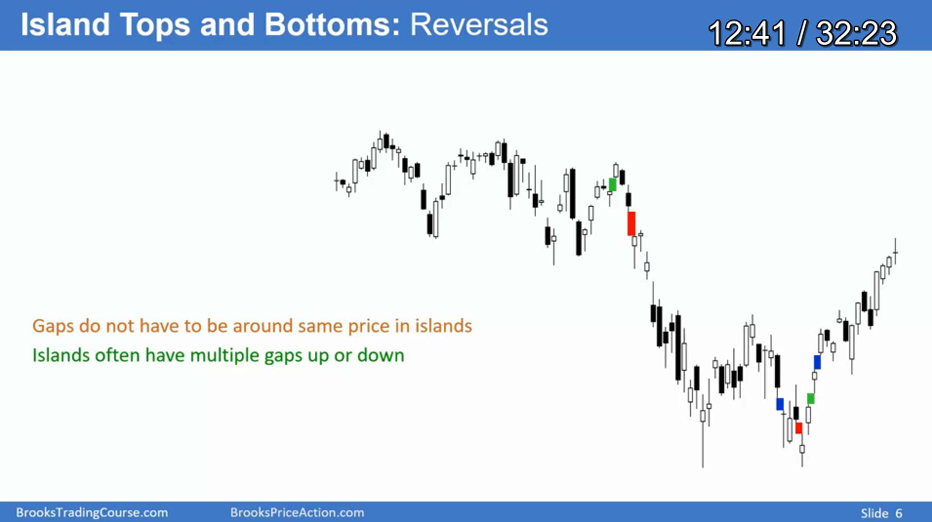 Island Tops and Bottoms: Reversals
12:41 / 32:23
Gaps do not have to be around same price in islands
Islands often have multiple gaps up or down
BrooksTradingCourse.com
BrooksPriceAction.com
Slide 6